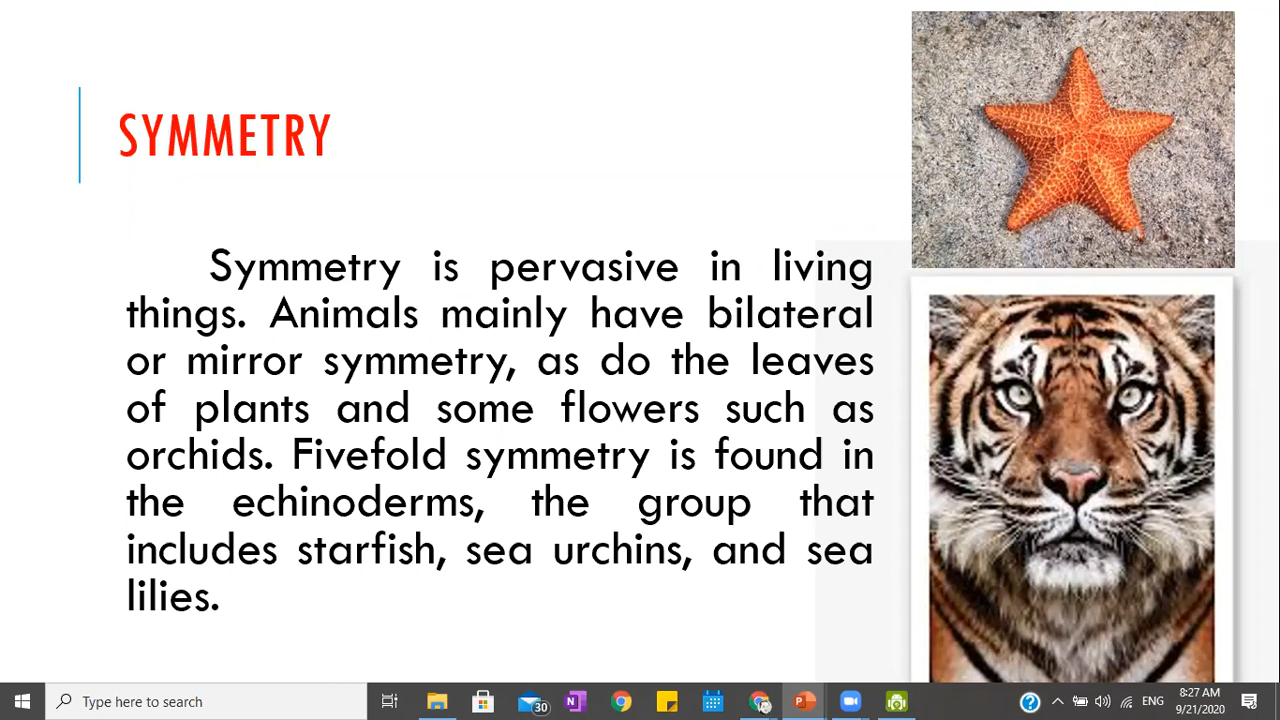 SYMMETRY
Symmetry is pervasive in living
things. Animals mainly have bilateral
or mirror symmetry, as do the leaves
of plants and some flowers such as
orchids. Fivefold symmetry is found in
the echinoderms, the group that
includes starfish, sea urchins, and sea
lilies.
Type here to search
30
N
ENG
8:27 AM
9/21/2020